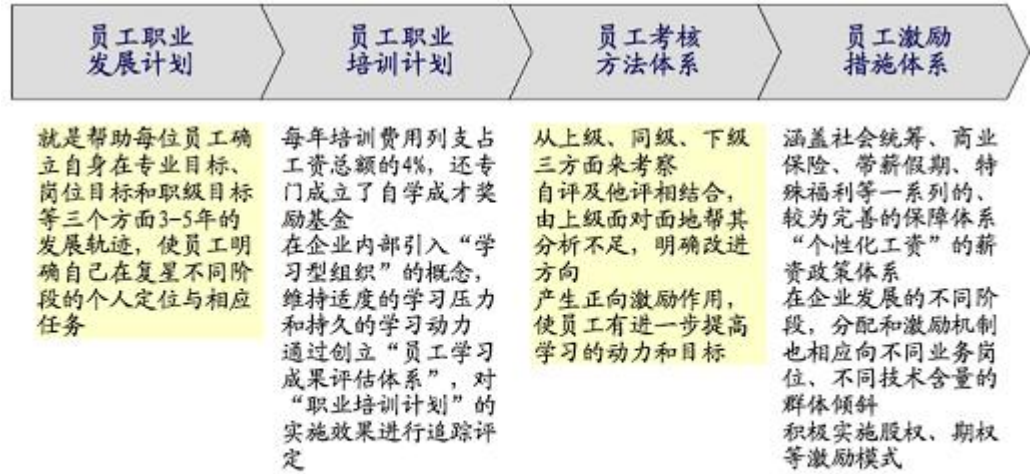 员工职业
发展计划
员工职业
培训计划
员工考核
方法体系
员工激励
措施体系
就是帮助每位员工确
立自身在专业目标、
岗位目标和职级目标
等三个方面3-5年的
发展轨迹，使员工明
确自己在复星不同阶
段的个人定位与相应
任务
每年培训费用列支占
工资总额的4%，还专
门成立了自学成才奖
励基金
在企业内部引入“学
习型组织”的概念，
维持适度的学习压力
和持久的学习动力
通过创立“员工学习
成果评估体系”，对
“职业培训计划”的
实施效果进行追踪评
定
从上级、同级、下级
三方面来考察
自评及他评相结合，
由上级面对面地帮其
分析不足，明确改进
方向
产生正向激励作用，
使员工有进一步提高
学习的动力和目标
涵盖社会统筹、商业
保险、带薪假期、特
殊福利等一系列的、
较为完善的保障体系
“个性化工资”的薪
资政策体系
在企业发展的不同阶
段，分配和激励机制
也相应向不同业务岗
位、不同技术含量的
群体倾斜
积极实施股权、期权
等激励模式